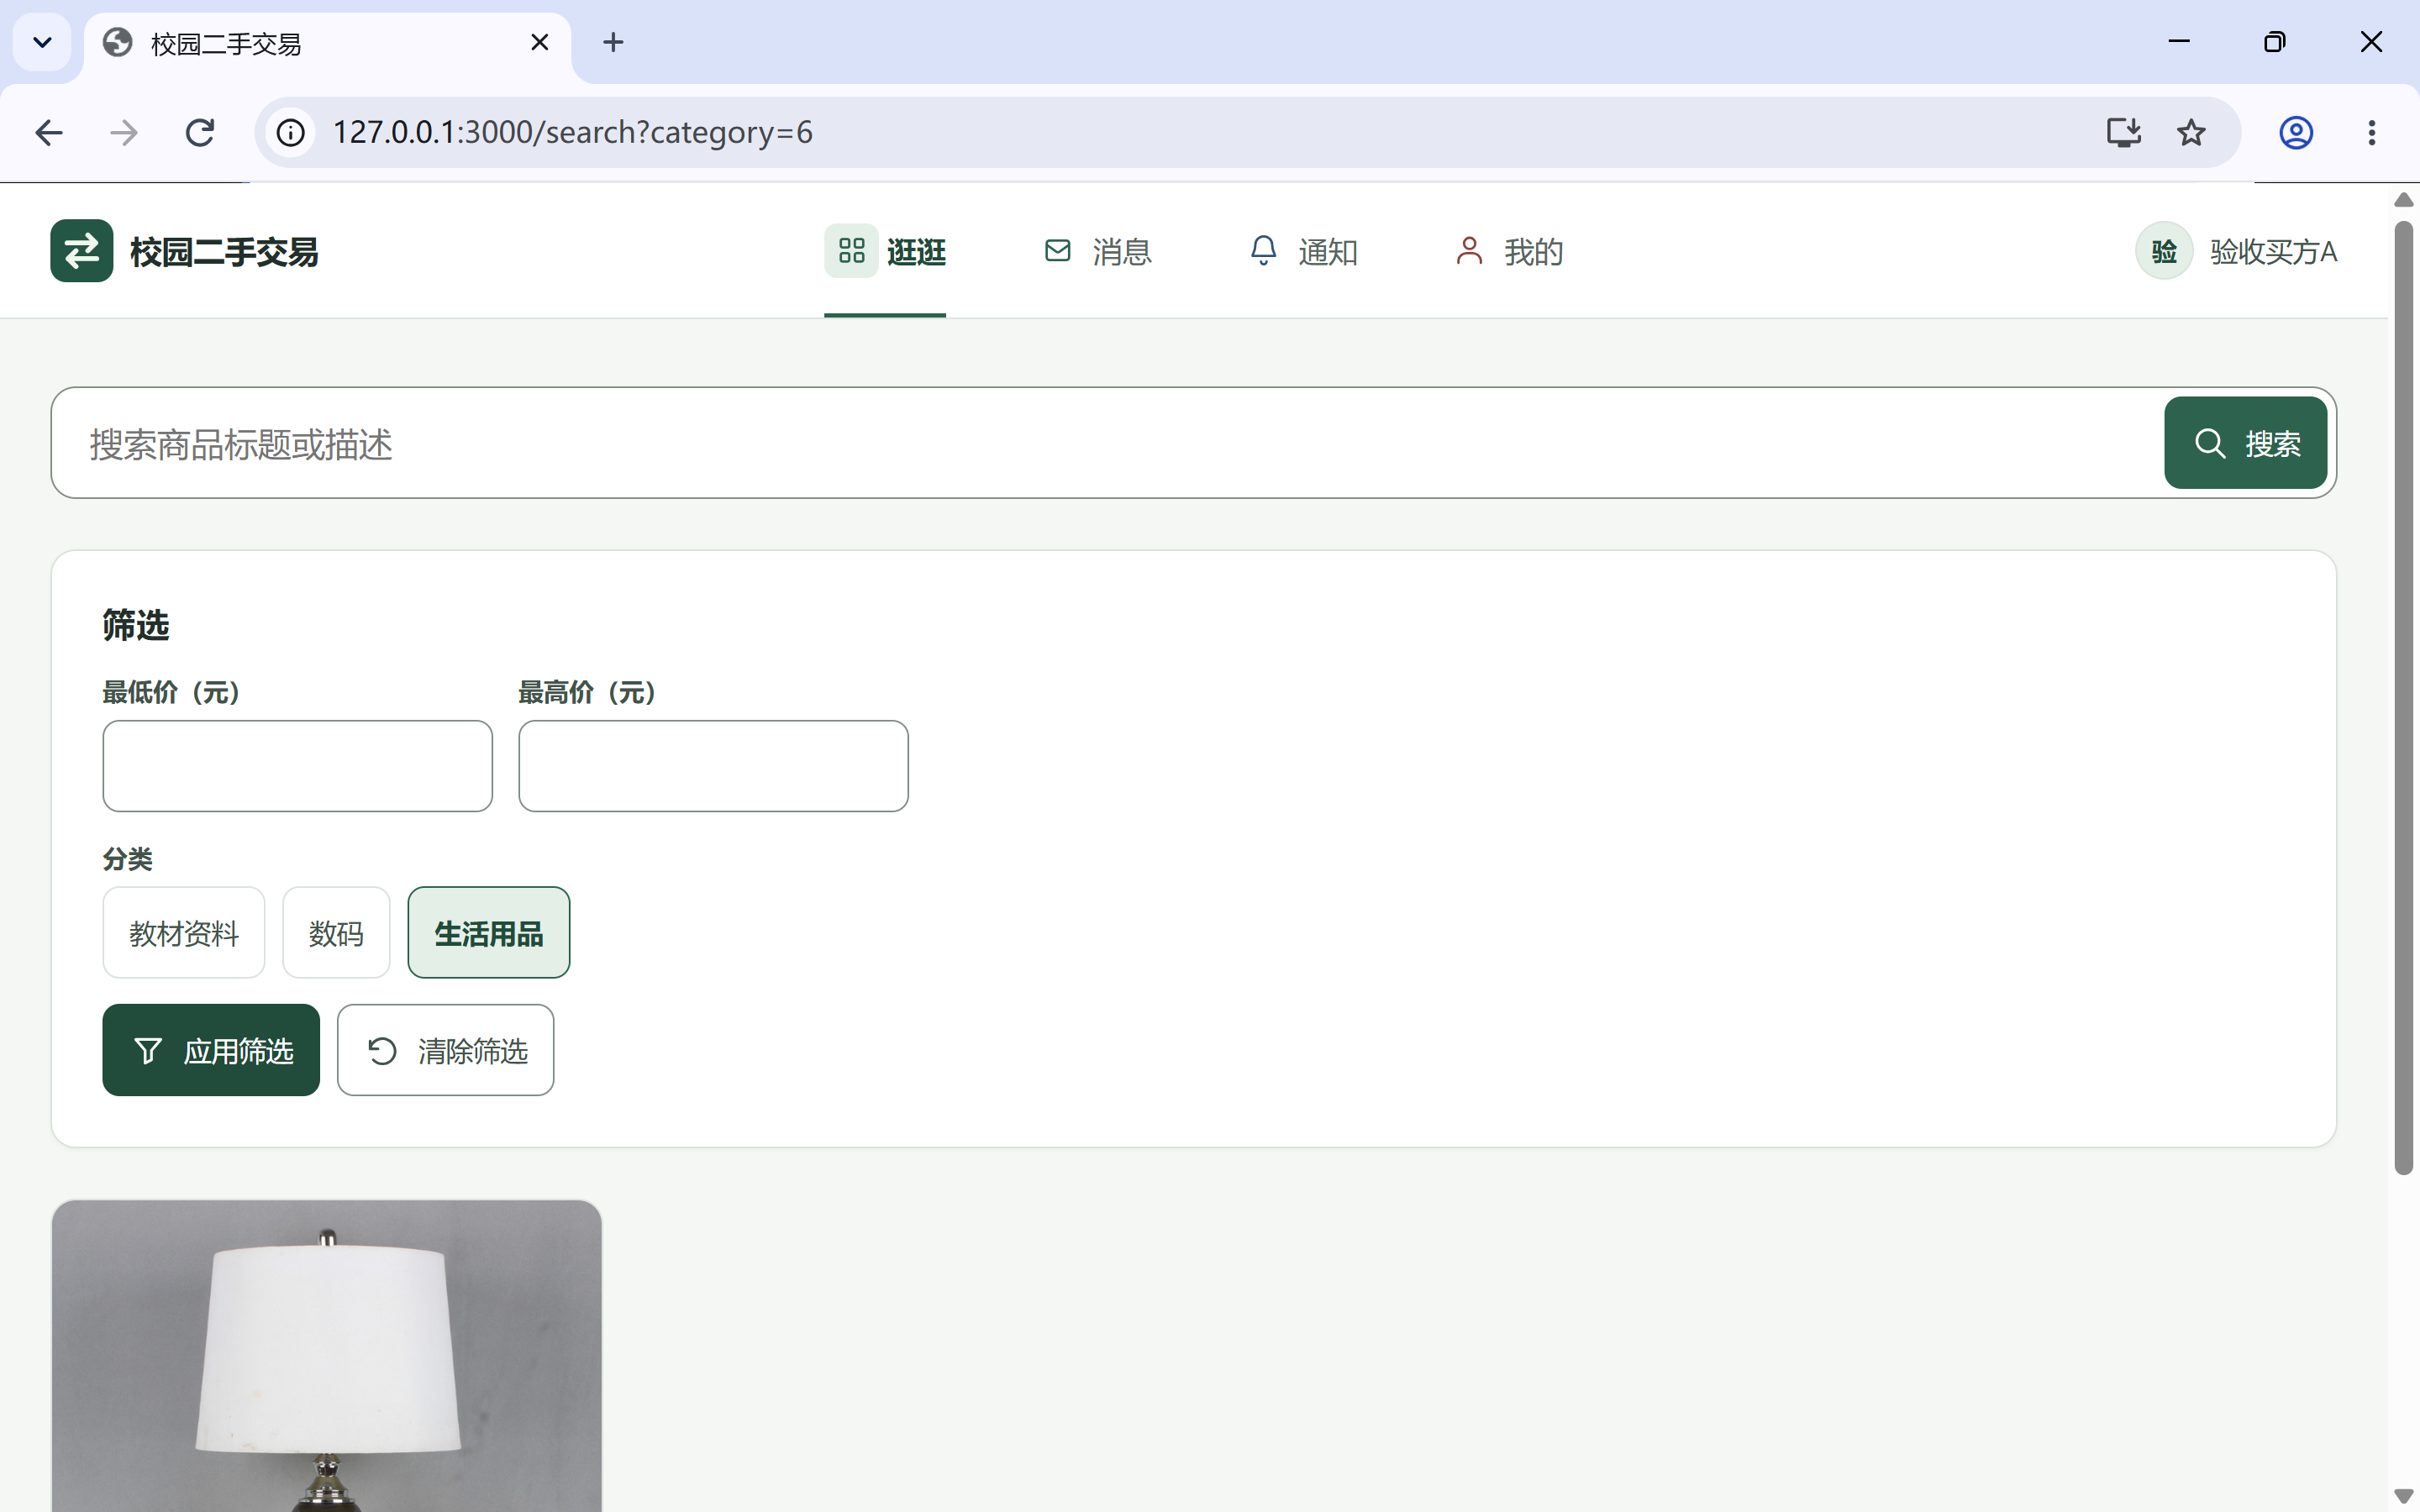 校园二手交易
127.0.0.1:3000/search?category=6
校园二手交易
逛逛
消息
通知
我的
验
验收买方A
搜索商品标题或描述
搜索
筛选
最低价（元）
最高价（元）
分类
教材资料
数码
生活用品
应用筛选
清除筛选